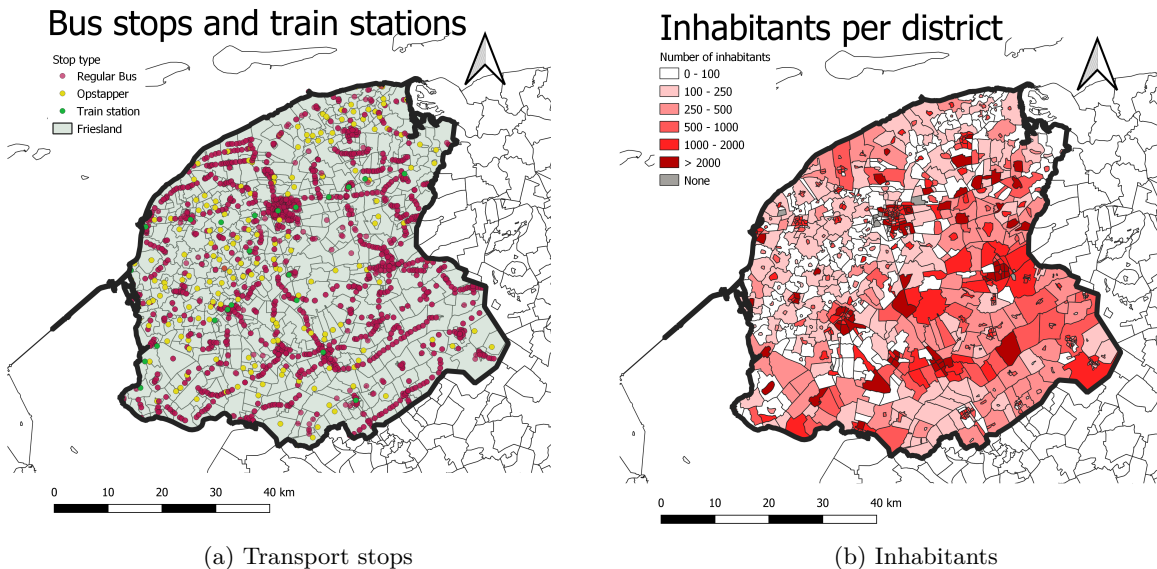 Bus stops and train stations
Stop type
Regular Bus
Opstapper
Train station
Friesland
0 10 20 30 40 km
(a) Transport stops
Inhabitants per district
Number of inhabitants
0 - 100
100 - 250
250 - 500
500 - 1000
1000 - 2000
> 2000
None
0 10 20 30 40 km
(b) Inhabitants